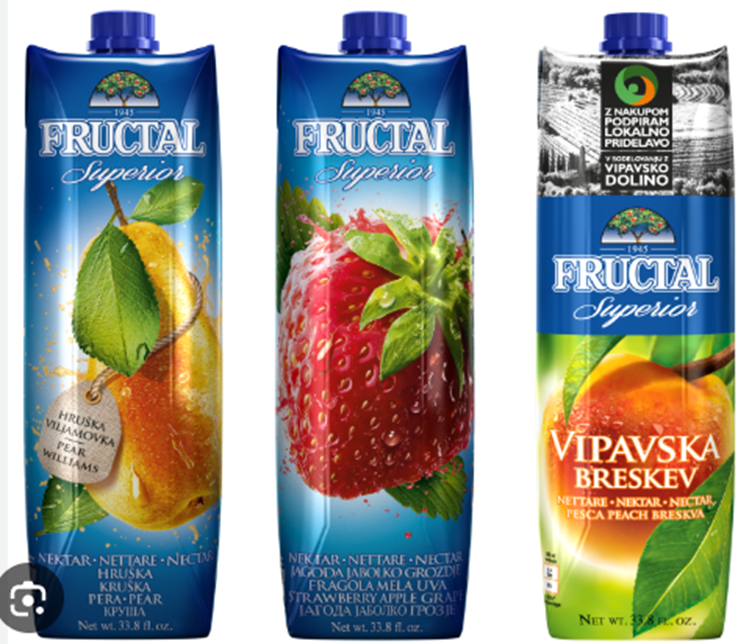 1945
FRUCTAL
Superior
HRUŠKA
VILJAMOVKA
PEAR
WILLIAMS
NEKTAR • NETTARE • NECTAR
HRUŠKA
KRUŠKA
PERA • PEAR
КРУША
Net wt. 33.8 fl. oz.
1945
FRUCTAL
Superior
NEKTAR • NETTARE • NECTAR
JAGODA JABOLKO GROZDJE
FRAGOLA MELA UVA
STRAWBERRY APPLE GRAPE
ЈАГОДА ЈАБОЛКО ГРОЗЈЕ
Net wt. 33.8 fl. oz.
Z NAKUPOM
PODPIRAM
LOKALNO
PRIDELAVO
V SODELOVANJU Z
VIPAVSKO
DOLINO
1945
FRUCTAL
Superior
VIPAVSKA
BRESKEV
NETTARE • NEKTAR • NECTAR
PESCA PEACH BRESKVA
NET WT. 33.8 FL. OZ.